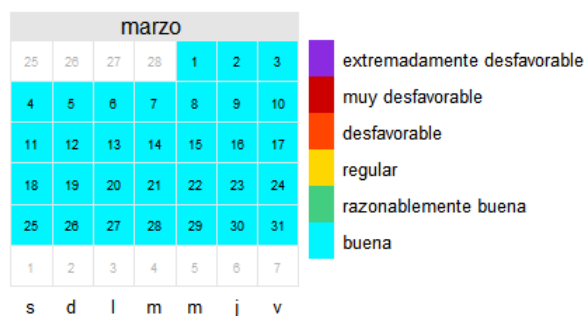 marzo
25 26 27 28 1 2 3
4 5 6 7 8 9 10
11 12 13 14 15 16 17
18 19 20 21 22 23 24
25 26 27 28 29 30 31
1 2 3 4 5 6 7
s d l m m j v
extremadamente desfavorable
muy desfavorable
desfavorable
regular
razonablemente buena
buena